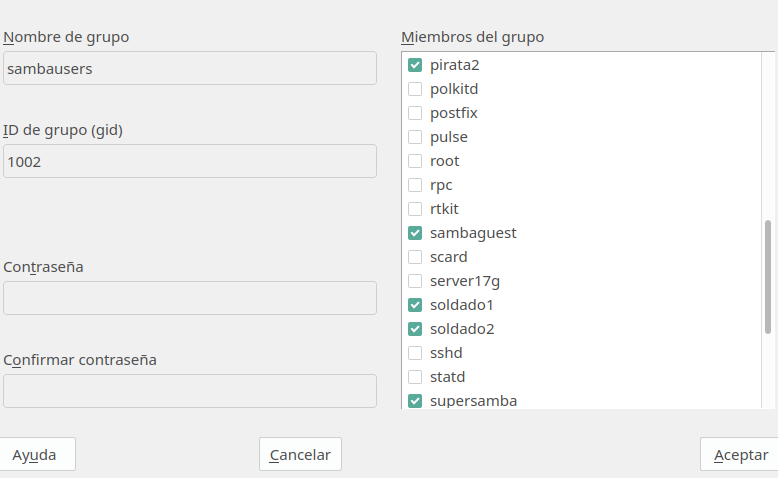 Nombre de grupo
sambausers
ID de grupo (gid)
1002
Contraseña
Confirmar contraseña
Miembros del grupo
pirata2
polkitd
postfix
pulse
root
rpc
rtkit
sambaguest
scard
server17g
soldado1
soldado2
sshd
statd
supersamba
Ayuda
Cancelar
Aceptar